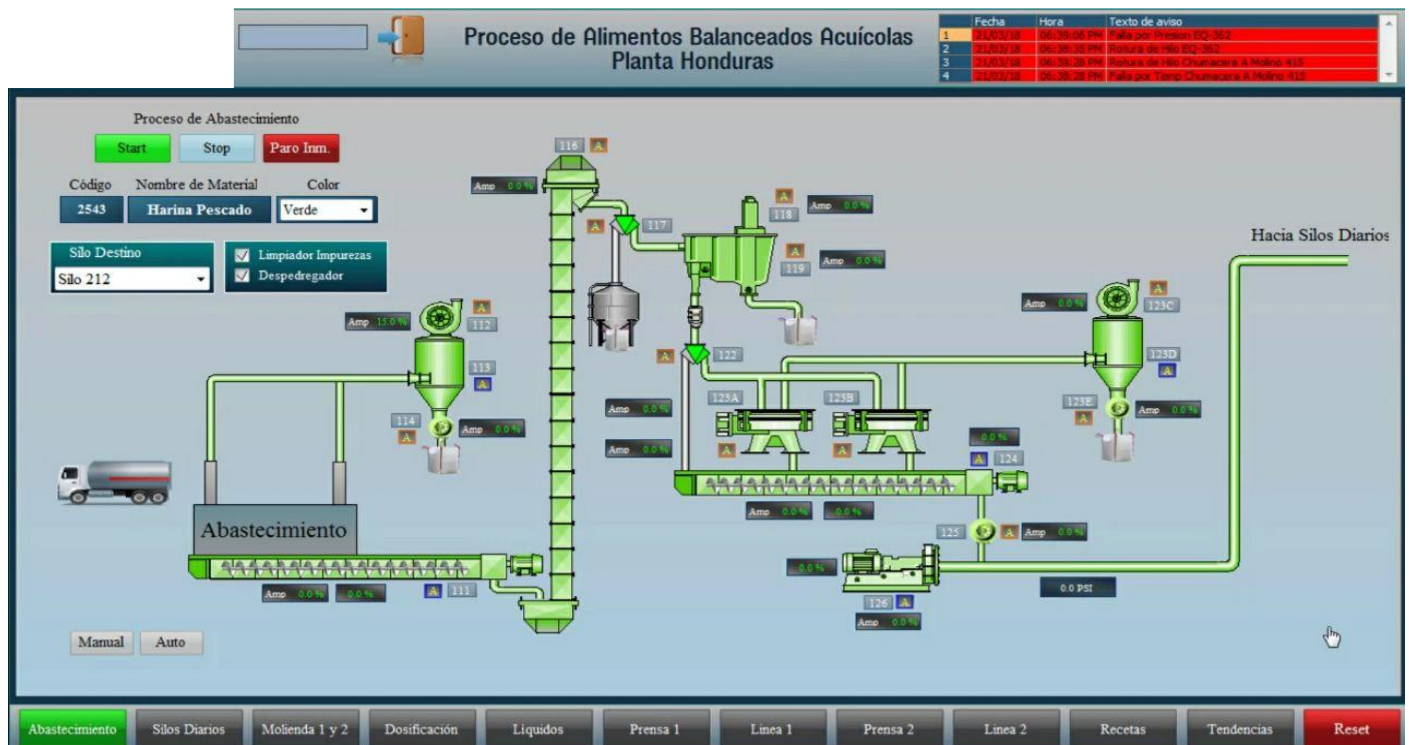 Proceso de Alimentos Balanceados Acuícolas
Planta Honduras
Fecha Hora Texto de aviso
1 21/03/18 06:39:06 PM Falla por Presion EQ-362
2 21/03/18 06:38:35 PM Rotura de Hilo EQ-362
3 21/03/18 06:38:28 PM Rotura de Hilo Chumacera A Molino 415
4 21/03/18 06:38:28 PM Falla por Temp Chumacera A Molino 415
Proceso de Abastecimiento
Start Stop Paro Inm.
Código Nombre de Material Color
2543 Harina Pescado Verde
Silo Destino
Silo 212
Limpiador Impurezas
Despedregador
116 A
Amp 0.0 %
A 117
A
118
Amp 0.0 %
A
119
Amp 0.0 %
Hacia Silos Diarios
Amp 15.0 %
A
112
113
A
114
A
Amp 0.0 %
A 122
Amp 0.0 %
A
123C
123D
A
123E
A
Amp 0.0 %
123A
123B
Amp 0.0 %
Amp 0.0 %
A
A
0.0 %
A 124
Amp 0.0 %
0.0 %
125 A Amp 0.0 %
Abastecimiento
Amp 0.0 %
0.0 %
A 111
0.0 %
126 A
Amp 0.0 %
0.0 PSI
Manual Auto
Abastecimiento Silos Diarios Molienda 1 y 2 Dosificación Liquidos Prensa 1 Linea 1 Prensa 2 Linea 2 Recetas Tendencias Reset